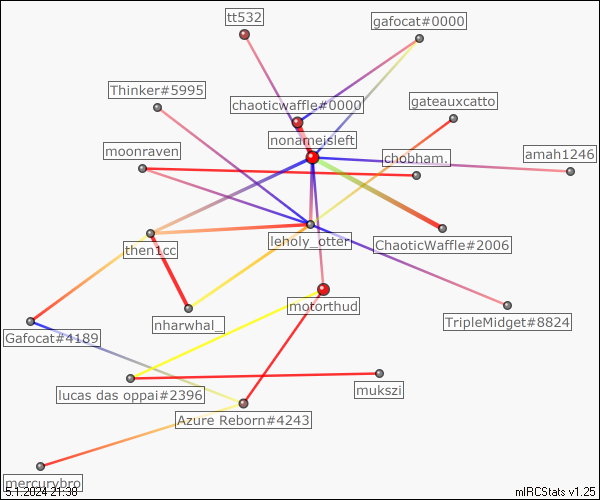 tt532
gafocat#0000
Thinker#5995
chaoticwaffle#0000
gateauxcatto
nonameisleft
moonraven
chobham.
amah1246
then1cc
leholy_otter
ChaoticWaffle#2006
motorthud
nharwhal_
TripleMidget#8824
Gafocat#4189
lucas das oppai#2396
mukszi
Azure Reborn#4243
mercurybro
5.1.2024 21:38
mIRCStats v1.25